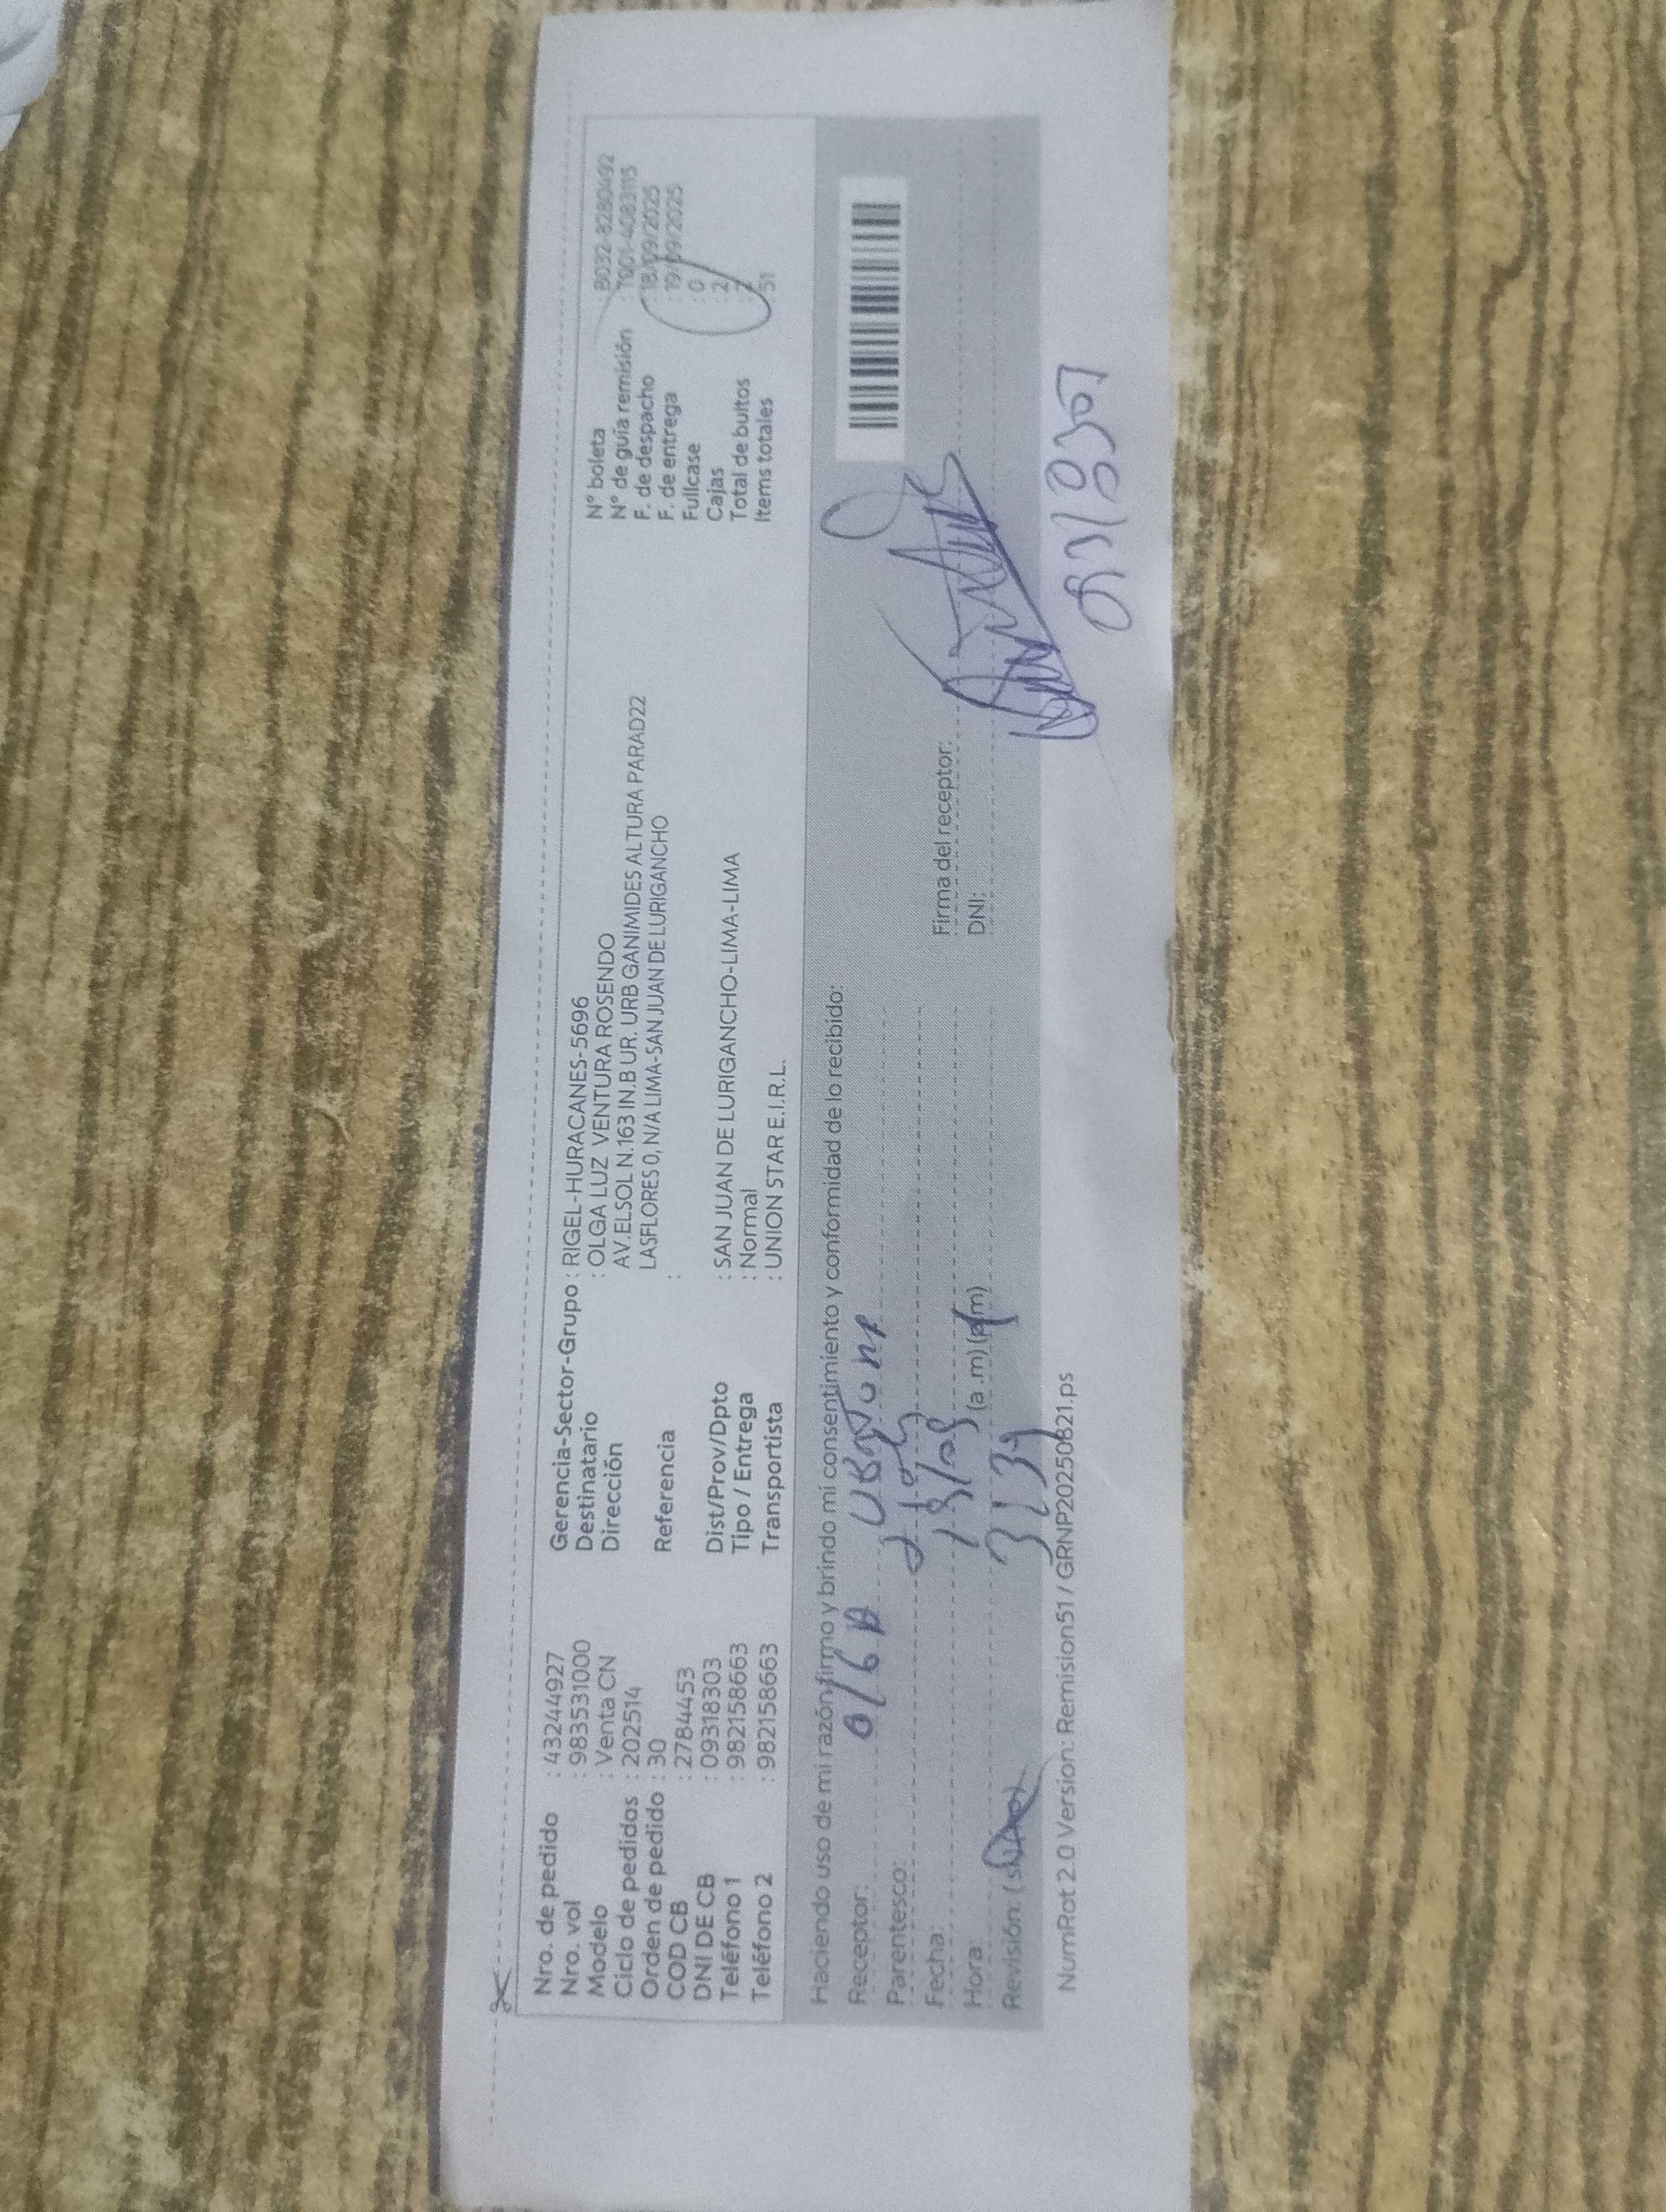 Nro. de pedido : 43244927
Nro. vol : 983531000
Modelo : Venta CN
Ciclo de pedidos : 202514
Orden de pedido : 30
COD CB : 2784453
DNI DE CB : 09318303
Teléfono 1 : 982158663
Teléfono 2 : 982158663
Gerencia-Sector-Grupo : RIGEL-HURACANES-5696
Destinatario : OLGA LUZ VENTURA ROSENDO
Dirección AV.ELSOL N.163 IN.B UR. URB GANIMIDES ALTURA PARAD22
LASFLORES 0, N/A LIMA-SAN JUAN DE LURIGANCHO
Referencia :
Dist/Prov/Dpto : SAN JUAN DE LURIGANCHO-LIMA-LIMA
Tipo / Entrega : Normal
Transportista : UNION STAR E.I.R.L.
N° boleta : B032-8280492
N° de guía remisión : T001-4083115
F. de despacho : 18/09/2025
F. de entrega : 19/09/2025
Fullcase : 0
Cajas : 2
Total de bultos
Items totales 51
Haciendo uso de mi razón firmo y brindo mi consentimiento y conformidad de lo recibido:
Receptor:
Parentesco:
Fecha:
Hora: (a .m) (p.m)
Revisión:
Firma del receptor:
DNI:
NumRot 2.0 Version: Remision51 / GRNP20250821.ps